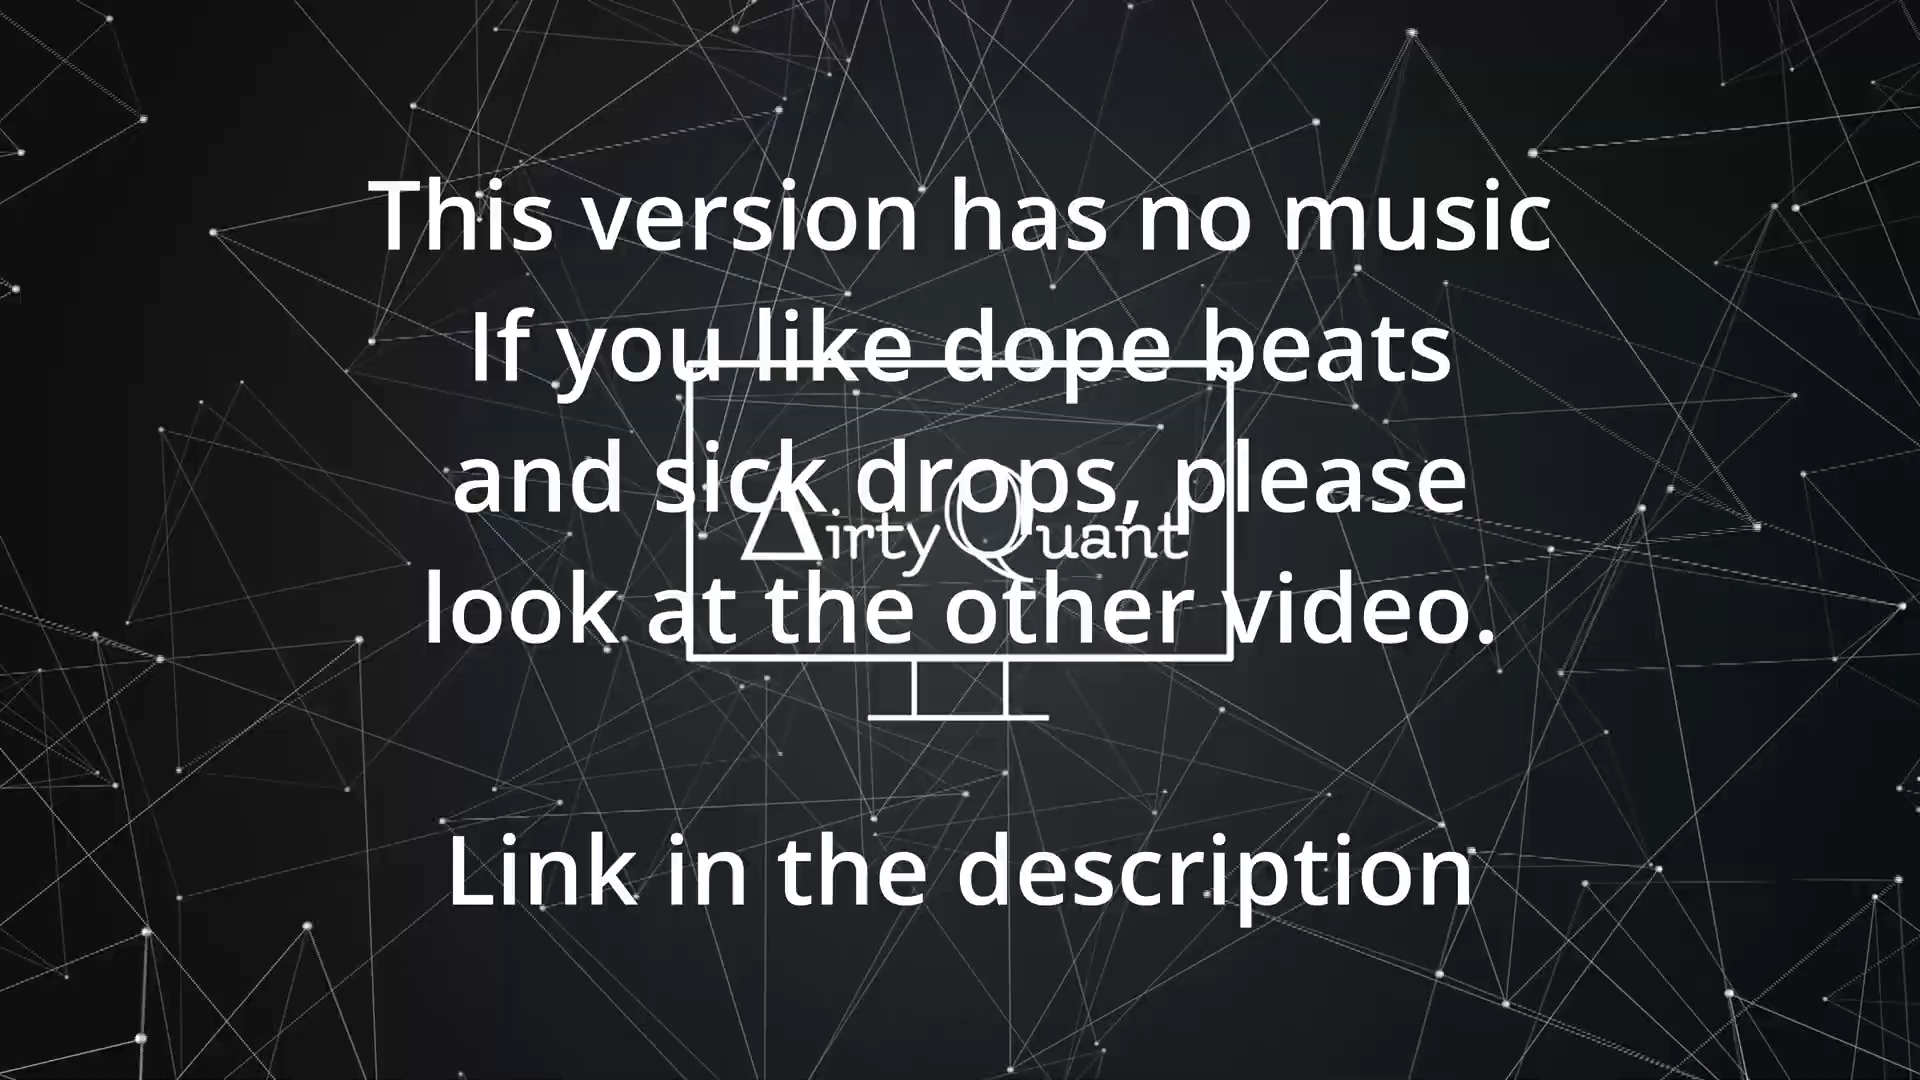 This version has no music
If you like dope beats
and sick drops, please
ΔirtyQuant
look at the other video.
Link in the description